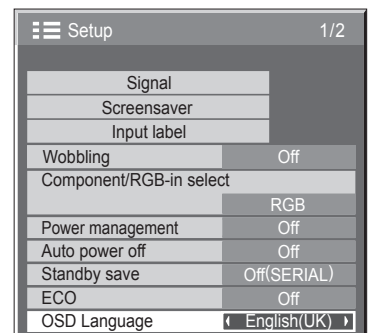 Setup 1/2
Signal
Screensaver
Input label
Wobbling Off
Component/RGB-in select
RGB
Power management Off
Auto power off Off
Standby save Off(SERIAL)
ECO Off
OSD Language English(UK)